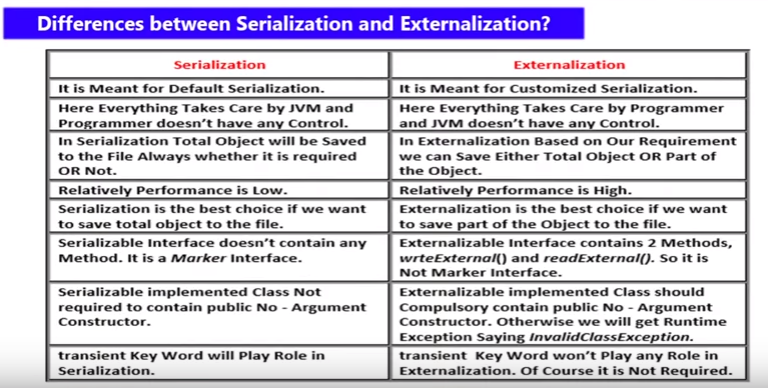 Differences between Serialization and Externalization?
Serialization
Externalization
It is Meant for Default Serialization.
It is Meant for Customized Serialization.
Here Everything Takes Care by JVM and
Programmer doesn't have any Control.
Here Everything Takes Care by Programmer
and JVM doesn't have any Control.
In Serialization Total Object will be Saved
to the File Always whether it is required
OR Not.
In Externalization Based on Our Requirement
we can Save Either Total Object OR Part of
the Object.
Relatively Performance is Low.
Relatively Performance is High.
Serialization is the best choice if we want
to save total object to the file.
Externalization is the best choice if we want
to save part of the Object to the file.
Serializable Interface doesn't contain any
Method. It is a Marker Interface.
Externalizable Interface contains 2 Methods,
wrteExternal() and readExternal(). So it is
Not Marker Interface.
Serializable implemented Class Not
required to contain public No - Argument
Constructor.
Externalizable implemented Class should
Compulsory contain public No - Argument
Constructor. Otherwise we will get Runtime
Exception Saying InvalidClassException.
transient Key Word will Play Role in
Serialization.
transient Key Word won't Play any Role in
Externalization. Of Course it is Not Required.